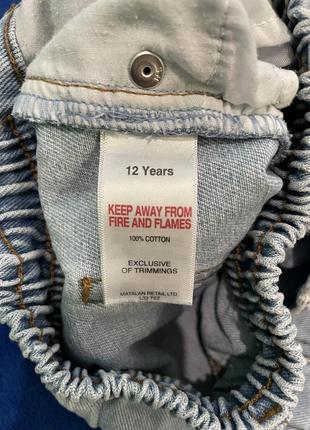 12 Years
KEEP AWAY FROM
FIRE AND FLAMES
100% COTTON
EXCLUSIVE
OF TRIMMINGS
MATALAN RETAIL LTD